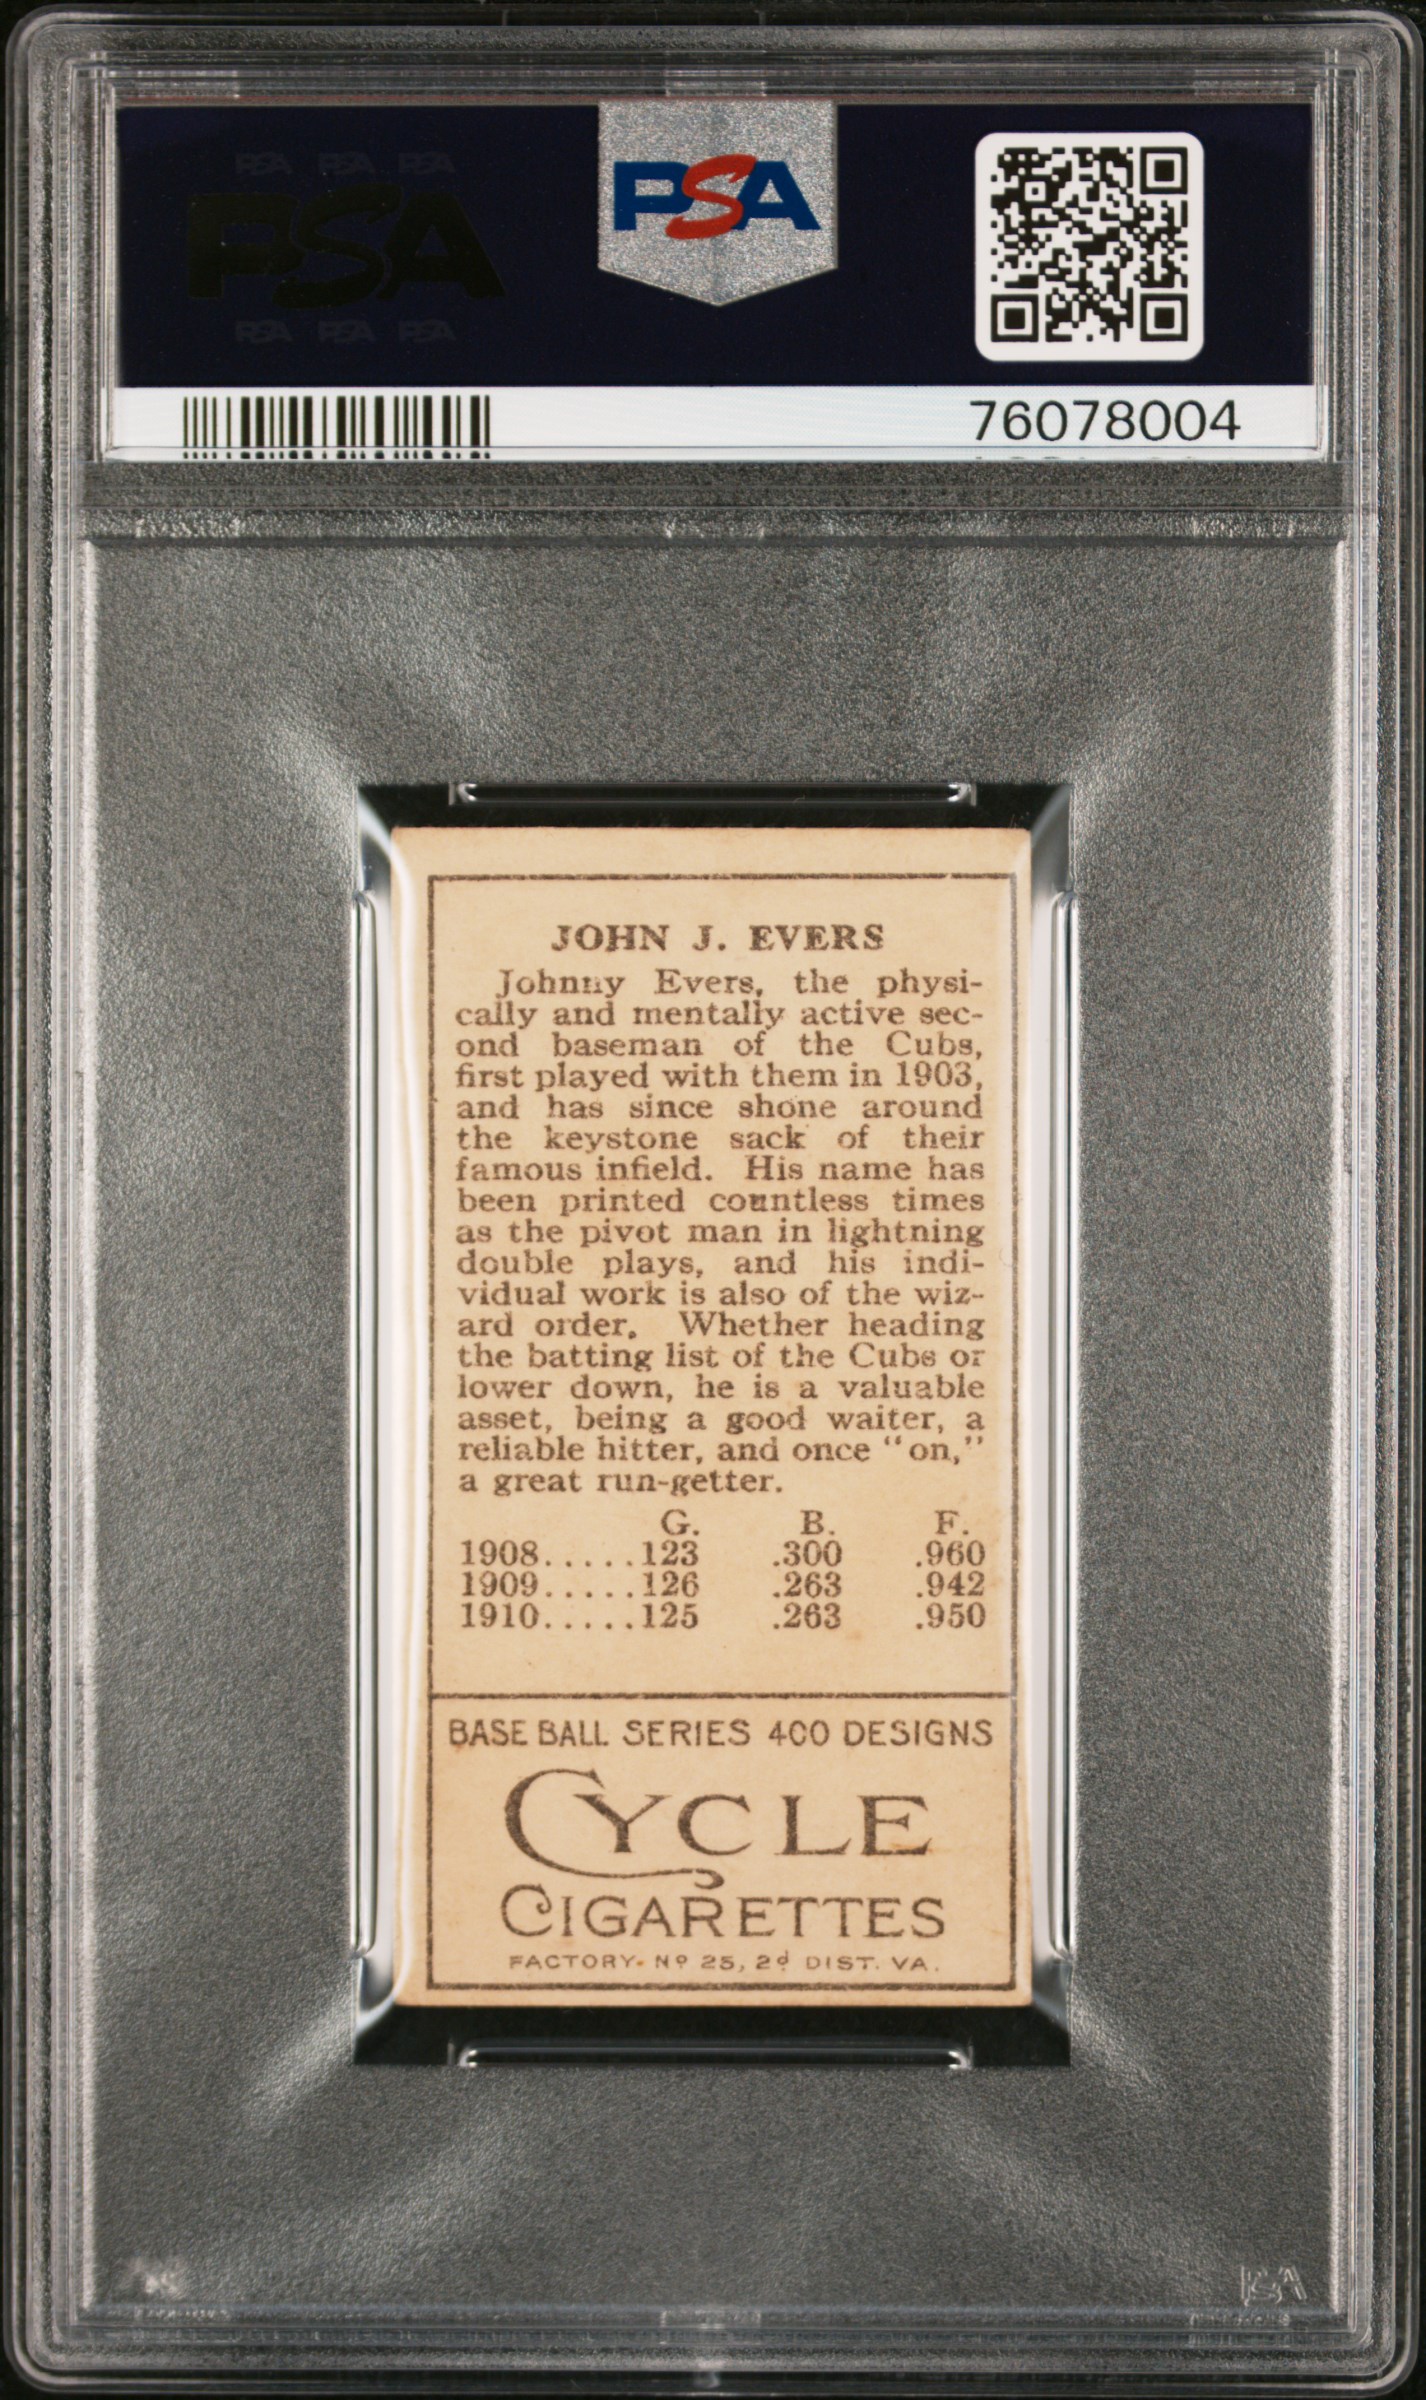 PSA PSA PSA
PSA
PSA PSA PSA
PSA
76078004
JOHN J. EVERS
Johnny Evers, the physi-
cally and mentally active sec-
ond baseman of the Cubs,
first played with them in 1903,
and has since shone around
the keystone sack of their
famous infield. His name has
been printed countless times
as the pivot man in lightning
double plays, and his indi-
vidual work is also of the wiz-
ard order. Whether heading
the batting list of the Cubs or
lower down, he is a valuable
asset, being a good waiter, a
reliable hitter, and once "on,"
a great run-getter.
G. B. F.
1908.....123 .300 .960
1909.....126 .263 .942
1910.....125 .263 .950
BASE BALL SERIES 400 DESIGNS
CYCLE
CIGARETTES
FACTORY. Nº 25, 2d DIST. VA.
PSA